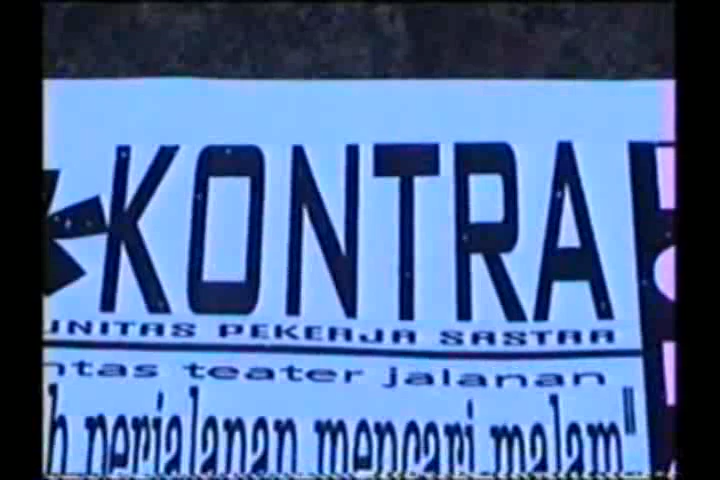 KONTRA
UNITAS PEKERJA SASTRA
ntas teater jalanan
h perjalanan mencari malam"